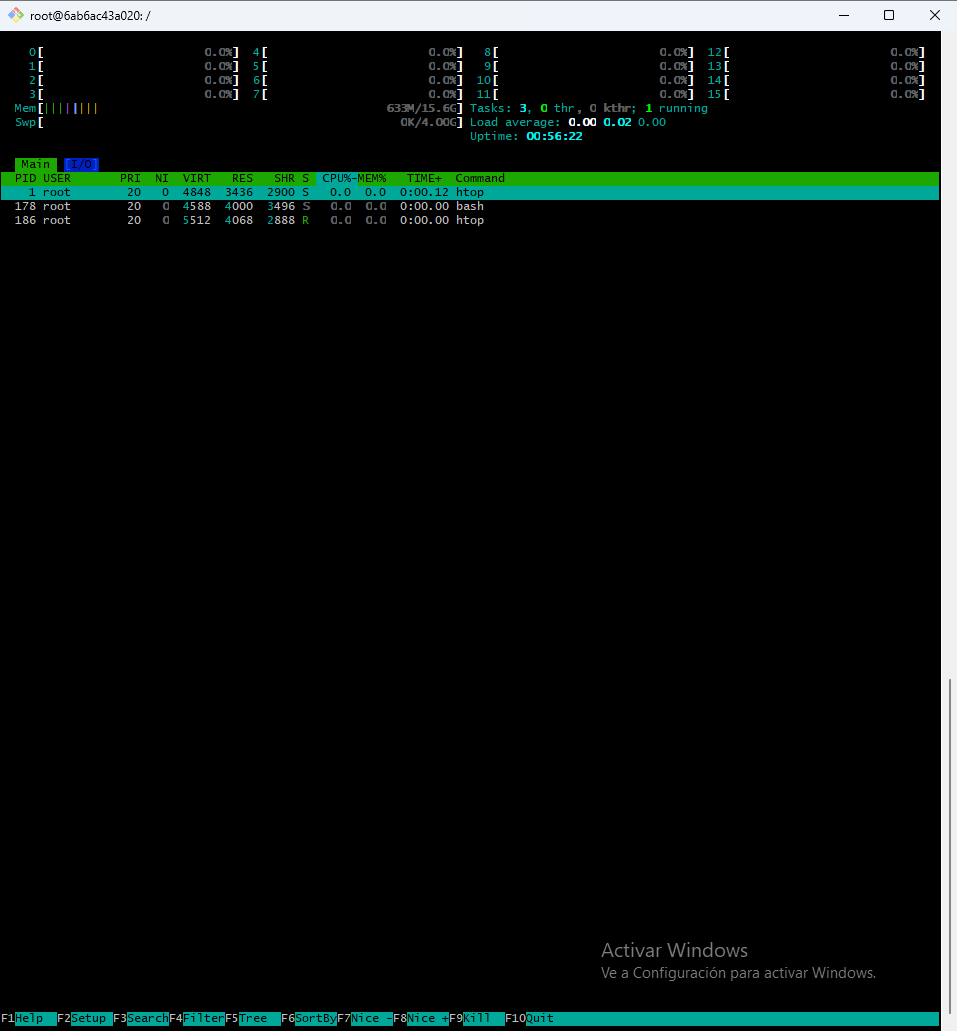 root@6ab6ac43a020: /
0[ 0.0%] 4[ 0.0%] 8[ 0.0%] 12[ 0.0%]
1[ 0.0%] 5[ 0.0%] 9[ 0.0%] 13[ 0.0%]
2[ 0.0%] 6[ 0.0%] 10[ 0.0%] 14[ 0.0%]
3[ 0.0%] 7[ 0.0%] 11[ 0.0%] 15[ 0.0%]
Mem[|||||||| 633M/15.6G] Tasks: 3, 0 thr, 0 kthr; 1 running
Swp[ 0K/4.00G] Load average: 0.00 0.02 0.00
Uptime: 00:56:22
Main [I/O]
PID USER PRI NI VIRT RES SHR S CPU%-MEM% TIME+ Command
1 root 20 0 4848 3436 2900 S 0.0 0.0 0:00.12 htop
178 root 20 0 4588 4000 3496 S 0.0 0.0 0:00.00 bash
186 root 20 0 5512 4068 2888 R 0.0 0.0 0:00.00 htop
Activar Windows
Ve a Configuración para activar Windows.
F1Help F2Setup F3SearchF4FilterF5Tree F6SortByF7Nice -F8Nice +F9Kill F10Quit